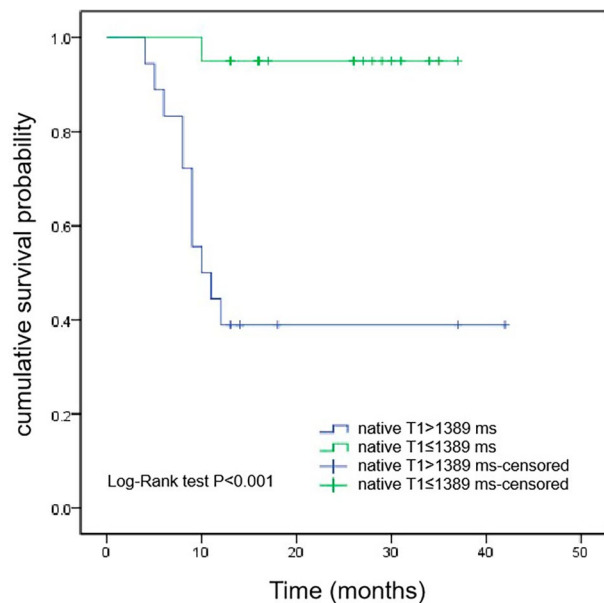 cumulative survival probability
1.0
0.8
0.6
0.4
0.2
0.0
native T1>1389 ms
native T1≤1389 ms
native T1>1389 ms-censored
native T1≤1389 ms-censored
Log-Rank test P<0.001
0 10 20 30 40 50
Time (months)